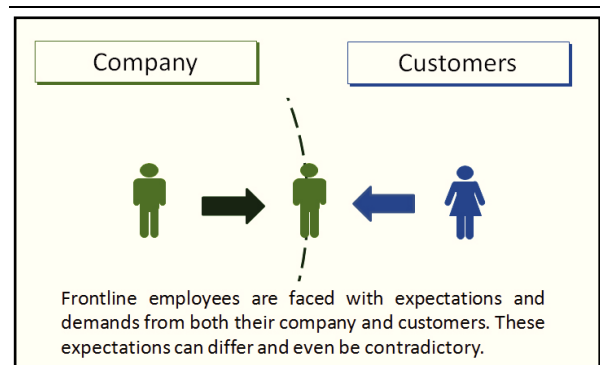 Company
Customers
Frontline employees are faced with expectations and
demands from both their company and customers. These
expectations can differ and even be contradictory.